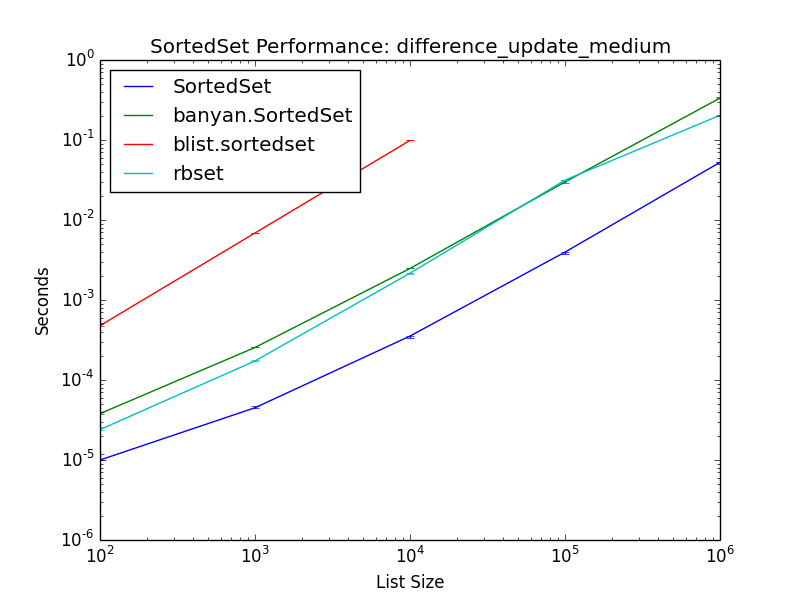 SortedSet Performance: difference_update_medium
10^0
10^-1
10^-2
10^-3
10^-4
10^-5
10^-6
Seconds
SortedSet
banyan.SortedSet
blist.sortedset
rbset
10^2 10^3 10^4 10^5 10^6
List Size